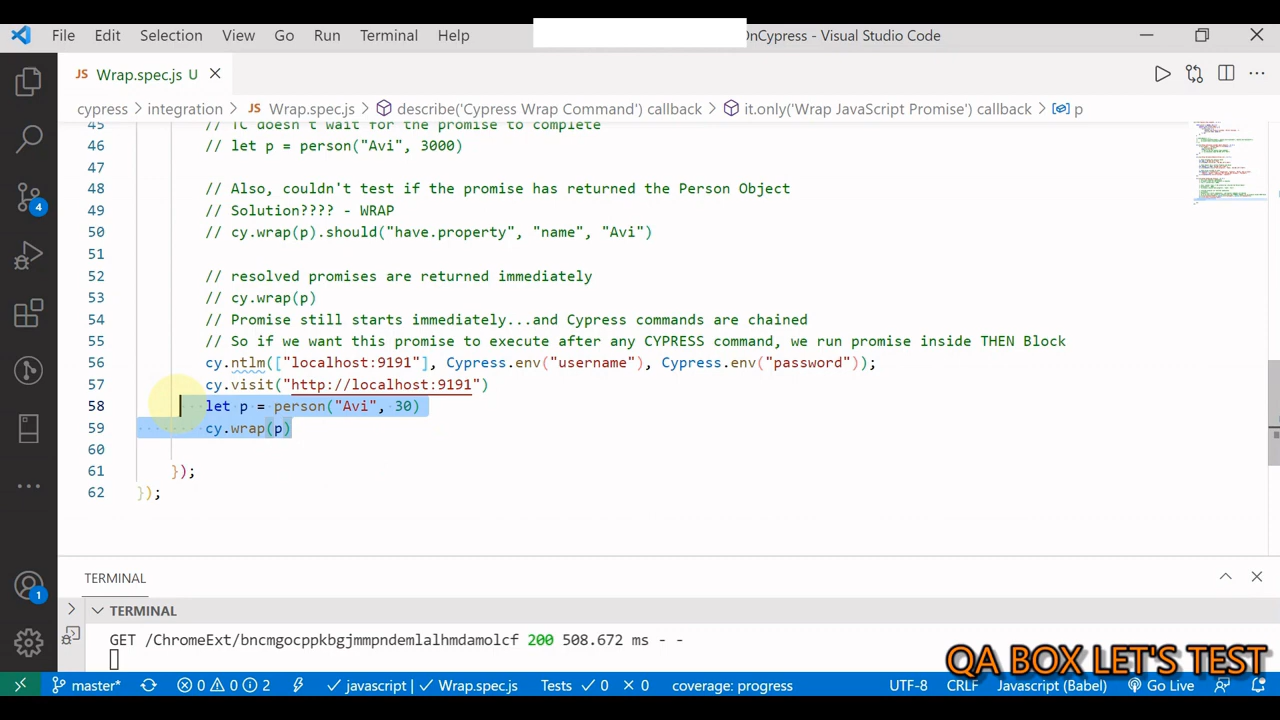 File Edit Selection View Go Run Terminal Help OnCypress - Visual Studio Code
JS Wrap.spec.js U
cypress > integration > JS Wrap.spec.js > describe('Cypress Wrap Command') callback > it.only('Wrap JavaScript Promise') callback > p
45 // TC doesn't wait for the promise to complete
46 // let p = person("Avi", 3000)
47
48 // Also, couldn't test if the promise has returned the Person Object
49 // Solution???? - WRAP
50 // cy.wrap(p).should("have.property", "name", "Avi")
51
52 // resolved promises are returned immediately
53 // cy.wrap(p)
54 // Promise still starts immediately...and Cypress commands are chained
55 // So if we want this promise to execute after any CYPRESS command, we run promise inside THEN Block
56 cy.ntlm(["localhost:9191"], Cypress.env("username"), Cypress.env("password"));
57 cy.visit("http://localhost:9191")
58 let p = person("Avi", 30)
59 cy.wrap(p)
60
61 });
62 });
4
1
TERMINAL
TERMINAL
GET /ChromeExt/bncmgocppkbgjmmpndemlalhmdamolcf 200 508.672 ms - -
QA BOX LET'S TEST
master* 0 0 2 javascript | Wrap.spec.js Tests 0 0 coverage: progress UTF-8 CRLF Javascript (Babel) Go Live